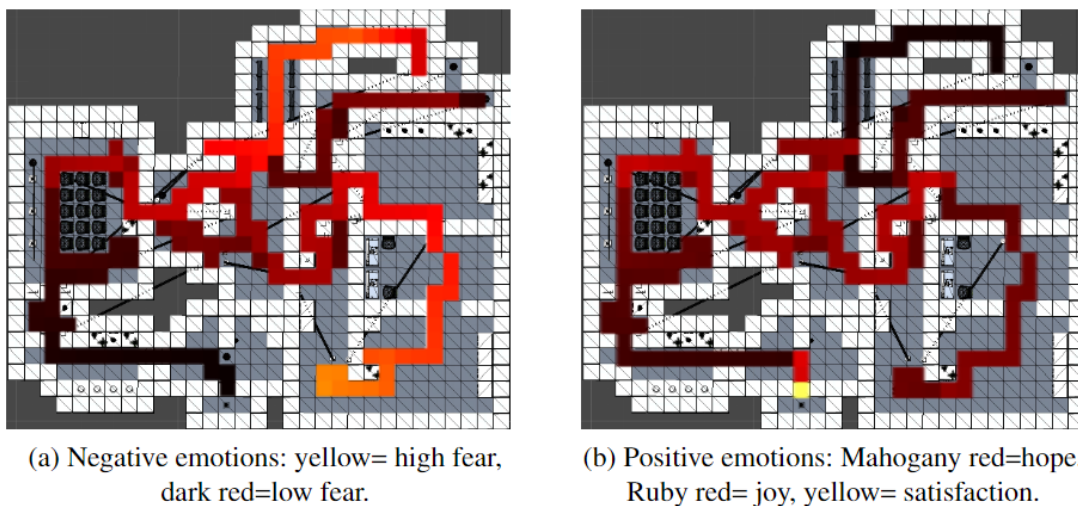 (a) Negative emotions: yellow= high fear,
dark red=low fear.
(b) Positive emotions: Mahogany red=hope
Ruby red= joy, yellow= satisfaction.